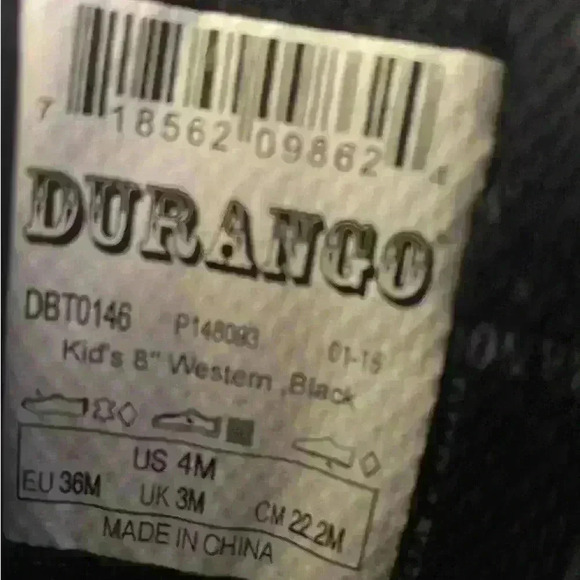 7 18562 09862 4
DURANGO
DBT0146 P148093 01-15
Kid's 8" Western ,Black
US 4M
EU 36M UK 3M CM 22.2M
MADE IN CHINA